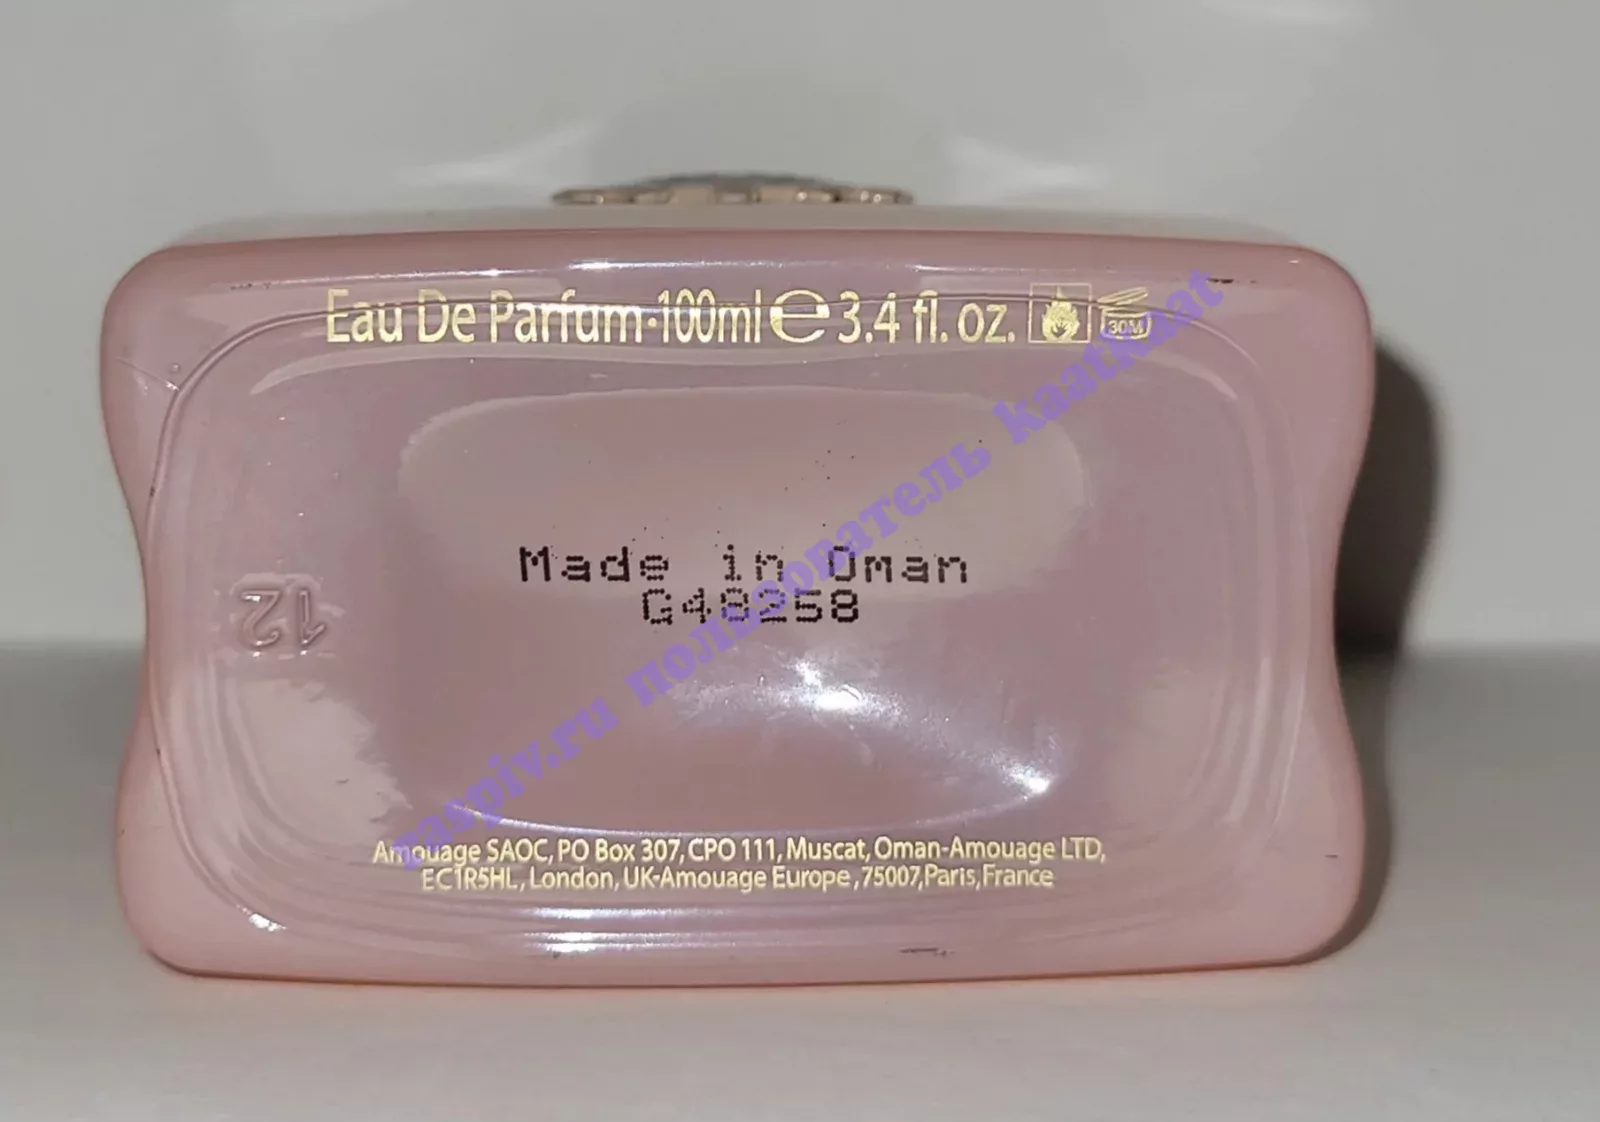 Eau De Parfum·100ml ℮ 3.4 fl. oz.
30M
Made in Oman
G48258
12
Amouage SAOC, PO Box 307, CPO 111, Muscat, Oman-Amouage LTD,
EC1R5HL, London, UK-Amouage Europe, 75007, Paris, France
raspiv.ru пользователь kaatkaat